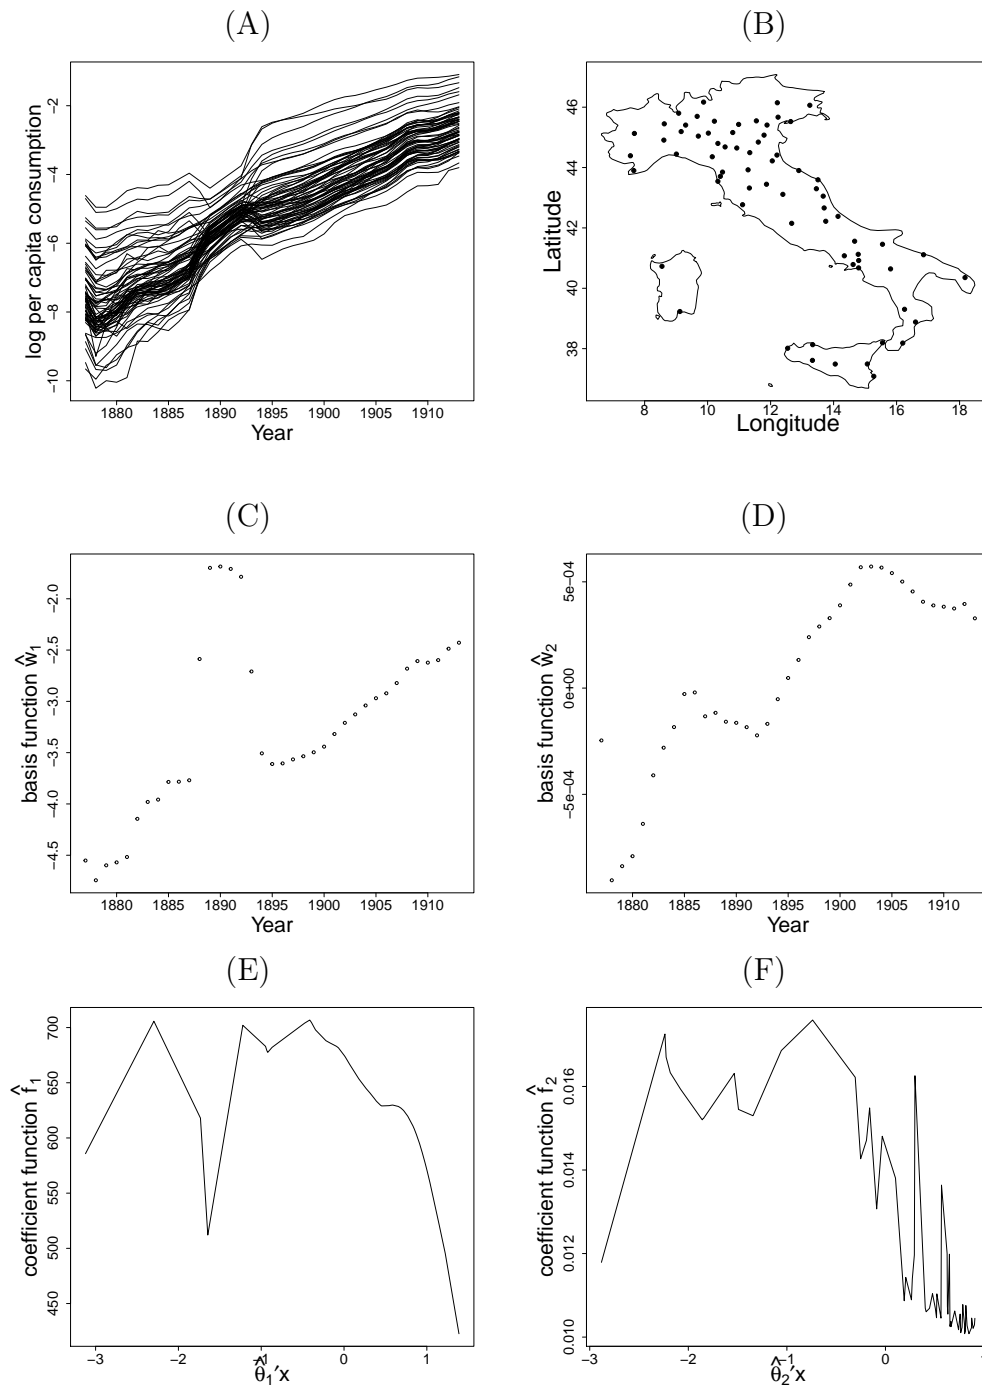 (A)
(B)
log per capita consumption
−2
−4
−6
−8
−10
1880 1885 1890 1895 1900 1905 1910
Year
Latitude
46
44
42
40
38
8 10 12 14 16 18
Longitude
(C)
(D)
basis function ŵ1
−2.0
−2.5
−3.0
−3.5
−4.0
−4.5
1880 1885 1890 1895 1900 1905 1910
Year
basis function ŵ2
5e−04
0e+00
−5e−04
1880 1885 1890 1895 1900 1905 1910
Year
(E)
(F)
coefficient function f̂1
700
650
600
550
500
450
−3 −2 −1 0 1
θ̂1′x
coefficient function f̂2
0.016
0.014
0.012
0.010
−3 −2 −1 0 1
θ̂2′x